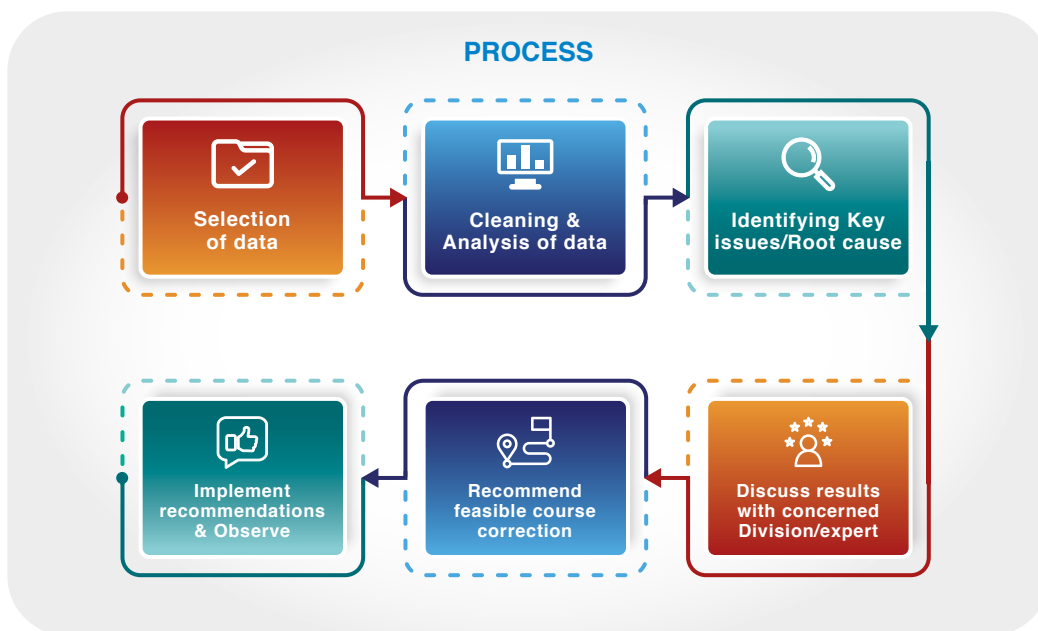 PROCESS
Selection
of data
Cleaning &
Analysis of data
Identifying Key
issues/Root cause
Discuss results
with concerned
Division/expert
Recommend
feasible course
correction
Implement
recommendations
& Observe